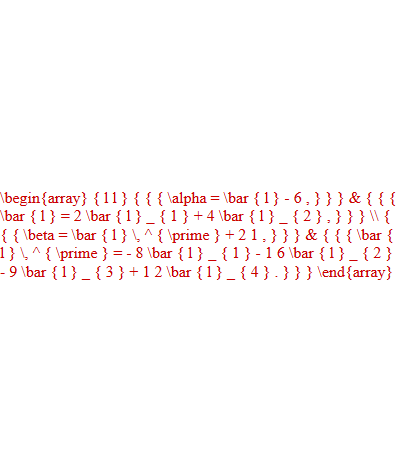 \begin{array} { 1 1 } { { { \alpha = \bar { 1 } - 6 , } } } & { { {
\bar { 1 } = 2 \bar { 1 } _ { 1 } + 4 \bar { 1 } _ { 2 } , } } } \\ {
{ { \beta = \bar { 1 } \, ^ { \prime } + 2 1 , } } } & { { { \bar {
1 } \, ^ { \prime } = - 8 \bar { 1 } _ { 1 } - 1 6 \bar { 1 } _ { 2 }
- 9 \bar { 1 } _ { 3 } + 1 2 \bar { 1 } _ { 4 } . } } } \end{array}